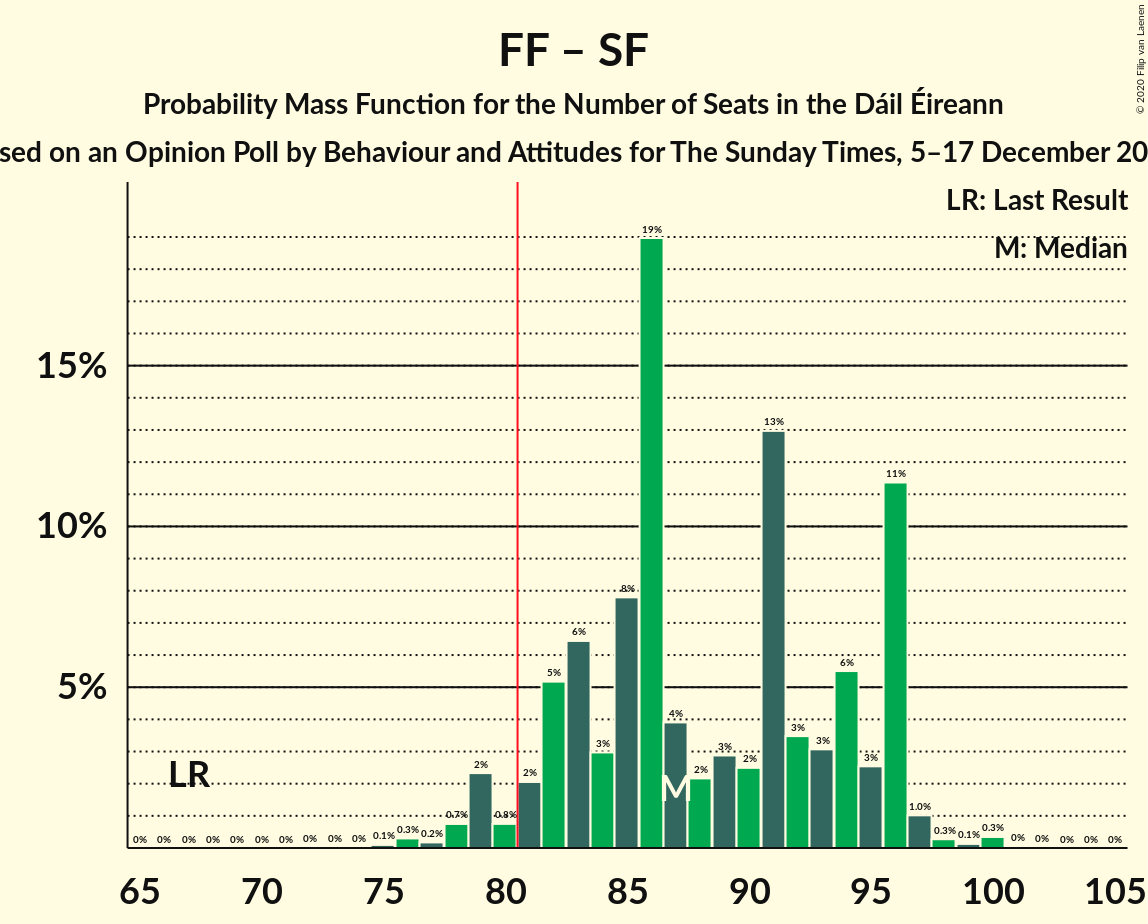 FF – SF
Probability Mass Function for the Number of Seats in the Dáil Éireann
sed on an Opinion Poll by Behaviour and Attitudes for The Sunday Times, 5–17 December 20
© 2020 Filip van Laenen
LR: Last Result
M: Median
15%
10%
5%
LR
M
0% 0% 0% 0% 0% 0% 0% 0% 0% 0% 0.1% 0.3% 0.2% 0.7% 2% 0.8% 2% 5% 6% 3% 8% 19% 4% 2% 3% 2% 13% 3% 3% 6% 3% 11% 1.0% 0.3% 0.1% 0.3% 0% 0% 0% 0% 0%
65 70 75 80 85 90 95 100 105